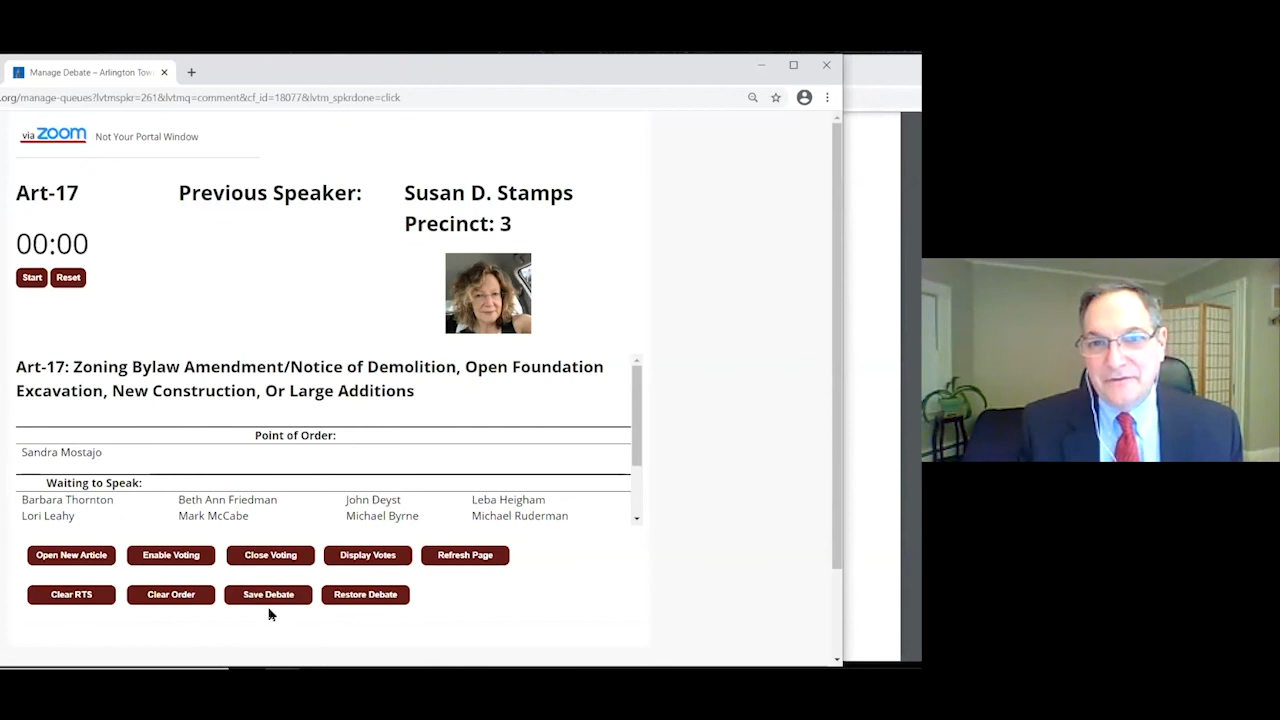 Manage Debate – Arlington Tow
.org/manage-queues?lvtmspkr=261&lvtmq=comment&cf_id=18077&lvtm_spkrdone=click
via zoom Not Your Portal Window
Art-17 Previous Speaker: Susan D. Stamps
Precinct: 3
00:00
Start Reset
Art-17: Zoning Bylaw Amendment/Notice of Demolition, Open Foundation
Excavation, New Construction, Or Large Additions
Point of Order:
Sandra Mostajo
Waiting to Speak:
Barbara Thornton Beth Ann Friedman John Deyst Leba Heigham
Lori Leahy Mark McCabe Michael Byrne Michael Ruderman
Open New Article Enable Voting Close Voting Display Votes Refresh Page
Clear RTS Clear Order Save Debate Restore Debate